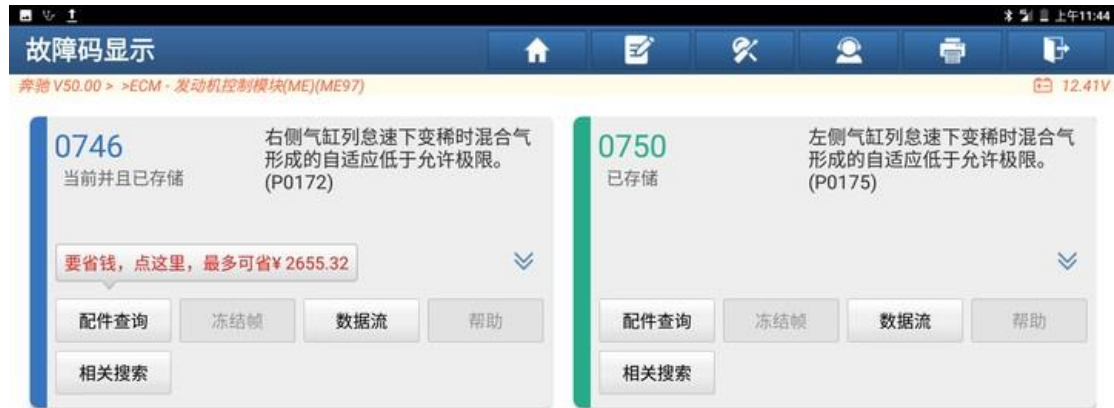 上午11:44
故障码显示
奔驰 V50.00 > >ECM - 发动机控制模块(ME)(ME97)
12.41V
0746
当前并且已存储
右侧气缸列怠速下变稀时混合气
形成的自适应低于允许极限。
(P0172)
要省钱，点这里，最多可省¥ 2655.32
配件查询
冻结帧
数据流
帮助
相关搜索
0750
已存储
左侧气缸列怠速下变稀时混合气
形成的自适应低于允许极限。
(P0175)
配件查询
冻结帧
数据流
帮助
相关搜索